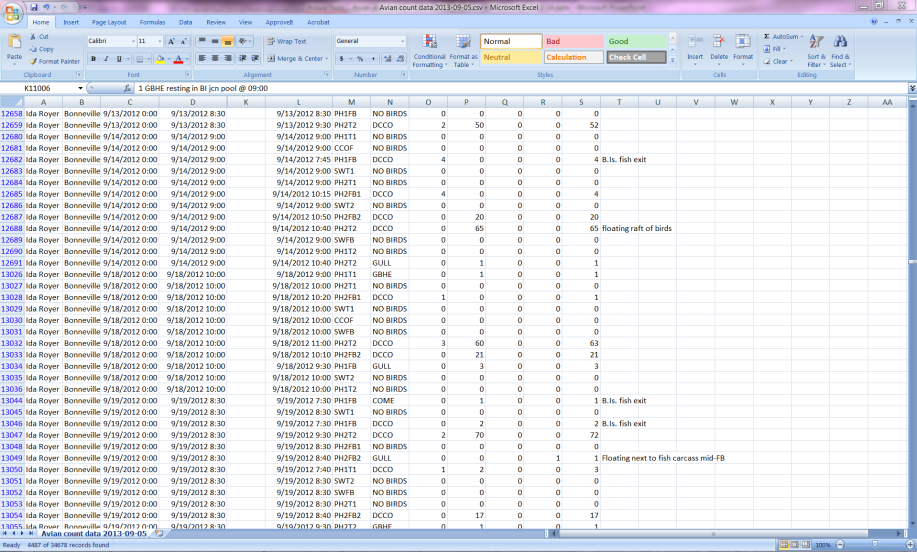 Avian count data 2013-09-05.csv - Microsoft Excel
Home Insert Page Layout Formulas Data Review View ApproveIt Acrobat
Cut Calibri 11 Wrap Text General Normal Bad Good AutoSum
Copy Fill
Paste Format Painter Merge & Center $ % , Conditional Formatting Format as Table Neutral Calculation Check Cell Insert Delete Format Clear Sort & Filter Find & Select
Clipboard Font Alignment Number Styles Cells Editing
K11006 fx 1 GBHE resting in BI jcn pool @ 09:00
A B C D K L M N O P Q R S T U V W X Y Z AA
12658 Ida Royer Bonneville 9/13/2012 0:00 9/13/2012 8:30 9/13/2012 8:30 PH1FB NO BIRDS 0 0 0 0 0
12659 Ida Royer Bonneville 9/13/2012 0:00 9/13/2012 8:30 9/13/2012 9:30 PH2T2 DCCO 2 50 0 0 52
12680 Ida Royer Bonneville 9/14/2012 0:00 9/14/2012 9:00 9/14/2012 9:00 PH1T1 NO BIRDS 0 0 0 0 0
12681 Ida Royer Bonneville 9/14/2012 0:00 9/14/2012 9:00 9/14/2012 9:00 CCOF NO BIRDS 0 0 0 0 0
12682 Ida Royer Bonneville 9/14/2012 0:00 9/14/2012 9:00 9/14/2012 7:45 PH1FB DCCO 4 0 0 0 4 B.Is. fish exit
12683 Ida Royer Bonneville 9/14/2012 0:00 9/14/2012 9:00 9/14/2012 9:00 SWT1 NO BIRDS 0 0 0 0 0
12684 Ida Royer Bonneville 9/14/2012 0:00 9/14/2012 9:00 9/14/2012 9:00 PH2T1 NO BIRDS 0 0 0 0 0
12685 Ida Royer Bonneville 9/14/2012 0:00 9/14/2012 9:00 9/14/2012 10:15 PH2FB1 DCCO 4 0 0 0 4
12686 Ida Royer Bonneville 9/14/2012 0:00 9/14/2012 9:00 9/14/2012 9:00 SWT2 NO BIRDS 0 0 0 0 0
12687 Ida Royer Bonneville 9/14/2012 0:00 9/14/2012 9:00 9/14/2012 10:50 PH2FB2 DCCO 0 20 0 0 20
12688 Ida Royer Bonneville 9/14/2012 0:00 9/14/2012 9:00 9/14/2012 10:40 PH2T2 DCCO 0 65 0 0 65 floating raft of birds
12689 Ida Royer Bonneville 9/14/2012 0:00 9/14/2012 9:00 9/14/2012 9:00 SWFB NO BIRDS 0 0 0 0 0
12690 Ida Royer Bonneville 9/14/2012 0:00 9/14/2012 9:00 9/14/2012 9:00 PH1T2 NO BIRDS 0 0 0 0 0
12691 Ida Royer Bonneville 9/14/2012 0:00 9/14/2012 9:00 9/14/2012 10:40 PH2T2 GULL 0 1 0 0 1
13026 Ida Royer Bonneville 9/18/2012 0:00 9/18/2012 10:00 9/18/2012 9:00 PH1T1 GBHE 0 1 0 0 1
13027 Ida Royer Bonneville 9/18/2012 0:00 9/18/2012 10:00 9/18/2012 10:00 PH2T1 NO BIRDS 0 0 0 0 0
13028 Ida Royer Bonneville 9/18/2012 0:00 9/18/2012 10:00 9/18/2012 10:20 PH2FB1 DCCO 1 0 0 0 1
13029 Ida Royer Bonneville 9/18/2012 0:00 9/18/2012 10:00 9/18/2012 10:00 SWT1 NO BIRDS 0 0 0 0 0
13030 Ida Royer Bonneville 9/18/2012 0:00 9/18/2012 10:00 9/18/2012 10:00 CCOF NO BIRDS 0 0 0 0 0
13031 Ida Royer Bonneville 9/18/2012 0:00 9/18/2012 10:00 9/18/2012 10:00 SWFB NO BIRDS 0 0 0 0 0
13032 Ida Royer Bonneville 9/18/2012 0:00 9/18/2012 10:00 9/18/2012 11:00 PH2T2 DCCO 3 60 0 0 63
13033 Ida Royer Bonneville 9/18/2012 0:00 9/18/2012 10:00 9/18/2012 10:10 PH2FB2 DCCO 0 21 0 0 21
13034 Ida Royer Bonneville 9/18/2012 0:00 9/18/2012 10:00 9/18/2012 9:30 PH1FB GULL 0 3 0 0 3
13035 Ida Royer Bonneville 9/18/2012 0:00 9/18/2012 10:00 9/18/2012 10:00 SWT2 NO BIRDS 0 0 0 0 0
13036 Ida Royer Bonneville 9/18/2012 0:00 9/18/2012 10:00 9/18/2012 10:00 PH1T2 NO BIRDS 0 0 0 0 0
13044 Ida Royer Bonneville 9/19/2012 0:00 9/19/2012 8:30 9/19/2012 7:30 PH1FB COME 0 1 0 0 1 B.Is. fish exit
13045 Ida Royer Bonneville 9/19/2012 0:00 9/19/2012 8:30 9/19/2012 8:30 SWT1 NO BIRDS 0 0 0 0 0
13046 Ida Royer Bonneville 9/19/2012 0:00 9/19/2012 8:30 9/19/2012 7:30 PH1FB DCCO 0 2 0 0 2 B.Is. fish exit
13047 Ida Royer Bonneville 9/19/2012 0:00 9/19/2012 8:30 9/19/2012 9:30 PH2T2 DCCO 2 70 0 0 72
13048 Ida Royer Bonneville 9/19/2012 0:00 9/19/2012 8:30 9/19/2012 8:30 PH2FB1 NO BIRDS 0 0 0 0 0
13049 Ida Royer Bonneville 9/19/2012 0:00 9/19/2012 8:30 9/19/2012 8:40 PH2FB2 GULL 0 0 0 1 1 Floating next to fish carcass mid-FB
13050 Ida Royer Bonneville 9/19/2012 0:00 9/19/2012 8:30 9/19/2012 7:40 PH1T1 DCCO 1 2 0 0 3
13051 Ida Royer Bonneville 9/19/2012 0:00 9/19/2012 8:30 9/19/2012 8:30 SWT2 NO BIRDS 0 0 0 0 0
13052 Ida Royer Bonneville 9/19/2012 0:00 9/19/2012 8:30 9/19/2012 8:30 SWFB NO BIRDS 0 0 0 0 0
13053 Ida Royer Bonneville 9/19/2012 0:00 9/19/2012 8:30 9/19/2012 8:30 PH2T1 NO BIRDS 0 0 0 0 0
13054 Ida Royer Bonneville 9/19/2012 0:00 9/19/2012 8:30 9/19/2012 8:40 PH2FB2 DCCO 0 17 0 0 17
13055 Ida Royer Bonneville 9/19/2012 0:00 9/19/2012 8:30 9/19/2012 9:30 PH2T2 GBHE 0 1 0 0 1
Avian count data 2013-09-05
Ready 4487 of 34678 records found 100%